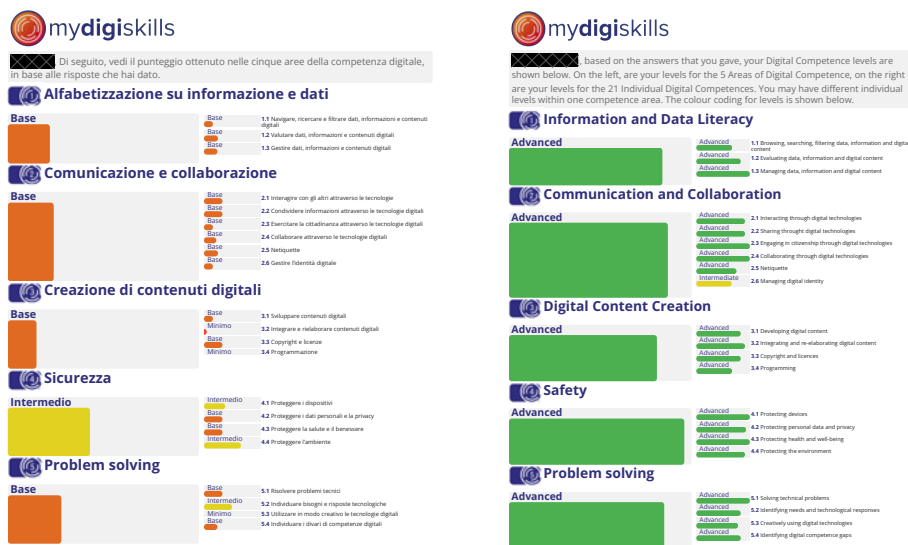 mydigiskills
, Di seguito, vedi il punteggio ottenuto nelle cinque aree della competenza digitale,
in base alle risposte che hai dato.
1 Alfabetizzazione su informazione e dati
Base
Base
1.1 Navigare, ricercare e filtrare dati, informazioni e contenuti
digitali
Base
1.2 Valutare dati, informazioni e contenuti digitali
Base
1.3 Gestire dati, informazioni e contenuti digitali
2 Comunicazione e collaborazione
Base
Base
2.1 Interagire con gli altri attraverso le tecnologie
Base
2.2 Condividere informazioni attraverso le tecnologie digitali
Base
2.3 Esercitare la cittadinanza attraverso le tecnologie digitali
Base
2.4 Collaborare attraverso le tecnologie digitali
Base
2.5 Netiquette
Base
2.6 Gestire l'identità digitale
3 Creazione di contenuti digitali
Base
Base
3.1 Sviluppare contenuti digitali
Minimo
3.2 Integrare e rielaborare contenuti digitali
Base
3.3 Copyright e licenze
Minimo
3.4 Programmazione
4 Sicurezza
Intermedio
Intermedio
4.1 Proteggere i dispositivi
Base
4.2 Proteggere i dati personali e la privacy
Base
4.3 Proteggere la salute e il benessere
Intermedio
4.4 Proteggere l'ambiente
5 Problem solving
Base
Base
5.1 Risolvere problemi tecnici
Intermedio
5.2 Individuare bisogni e risposte tecnologiche
Minimo
5.3 Utilizzare in modo creativo le tecnologie digitali
Base
5.4 Individuare i divari di competenze digitali
mydigiskills
, based on the answers that you gave, your Digital Competence levels are
shown below. On the left, are your levels for the 5 Areas of Digital Competence, on the right
are your levels for the 21 Individual Digital Competences. You may have different individual
levels within one competence area. The colour coding for levels is shown below.
1 Information and Data Literacy
Advanced
Advanced
1.1 Browsing, searching, filtering data, information and digita
content
Advanced
1.2 Evaluating data, information and digital content
Advanced
1.3 Managing data, information and digital content
2 Communication and Collaboration
Advanced
Advanced
2.1 Interacting through digital technologies
Advanced
2.2 Sharing throught digital technologies
Advanced
2.3 Engaging in citizenship through digital technologies
Advanced
2.4 Collaborating through digital technologies
Advanced
2.5 Netiquette
Intermediate
2.6 Managing digital identity
3 Digital Content Creation
Advanced
Advanced
3.1 Developing digital content
Advanced
3.2 Integrating and re-elaborating digital content
Advanced
3.3 Copyright and licences
Advanced
3.4 Programming
4 Safety
Advanced
Advanced
4.1 Protecting devices
Advanced
4.2 Protecting personal data and privacy
Advanced
4.3 Protecting health and well-being
Advanced
4.4 Protecting the environment
5 Problem solving
Advanced
Advanced
5.1 Solving technical problems
Advanced
5.2 Identifying needs and technological responses
Advanced
5.3 Creatively using digital technologies
Advanced
5.4 Identifying digital competence gaps